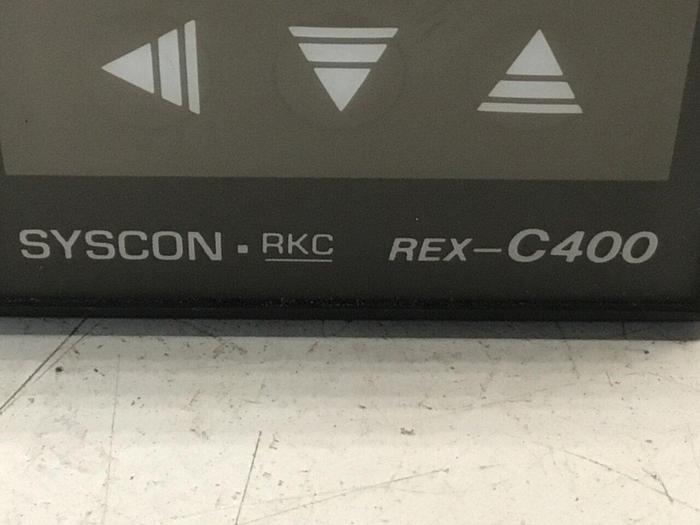 SYSCON · RKC REX-C400